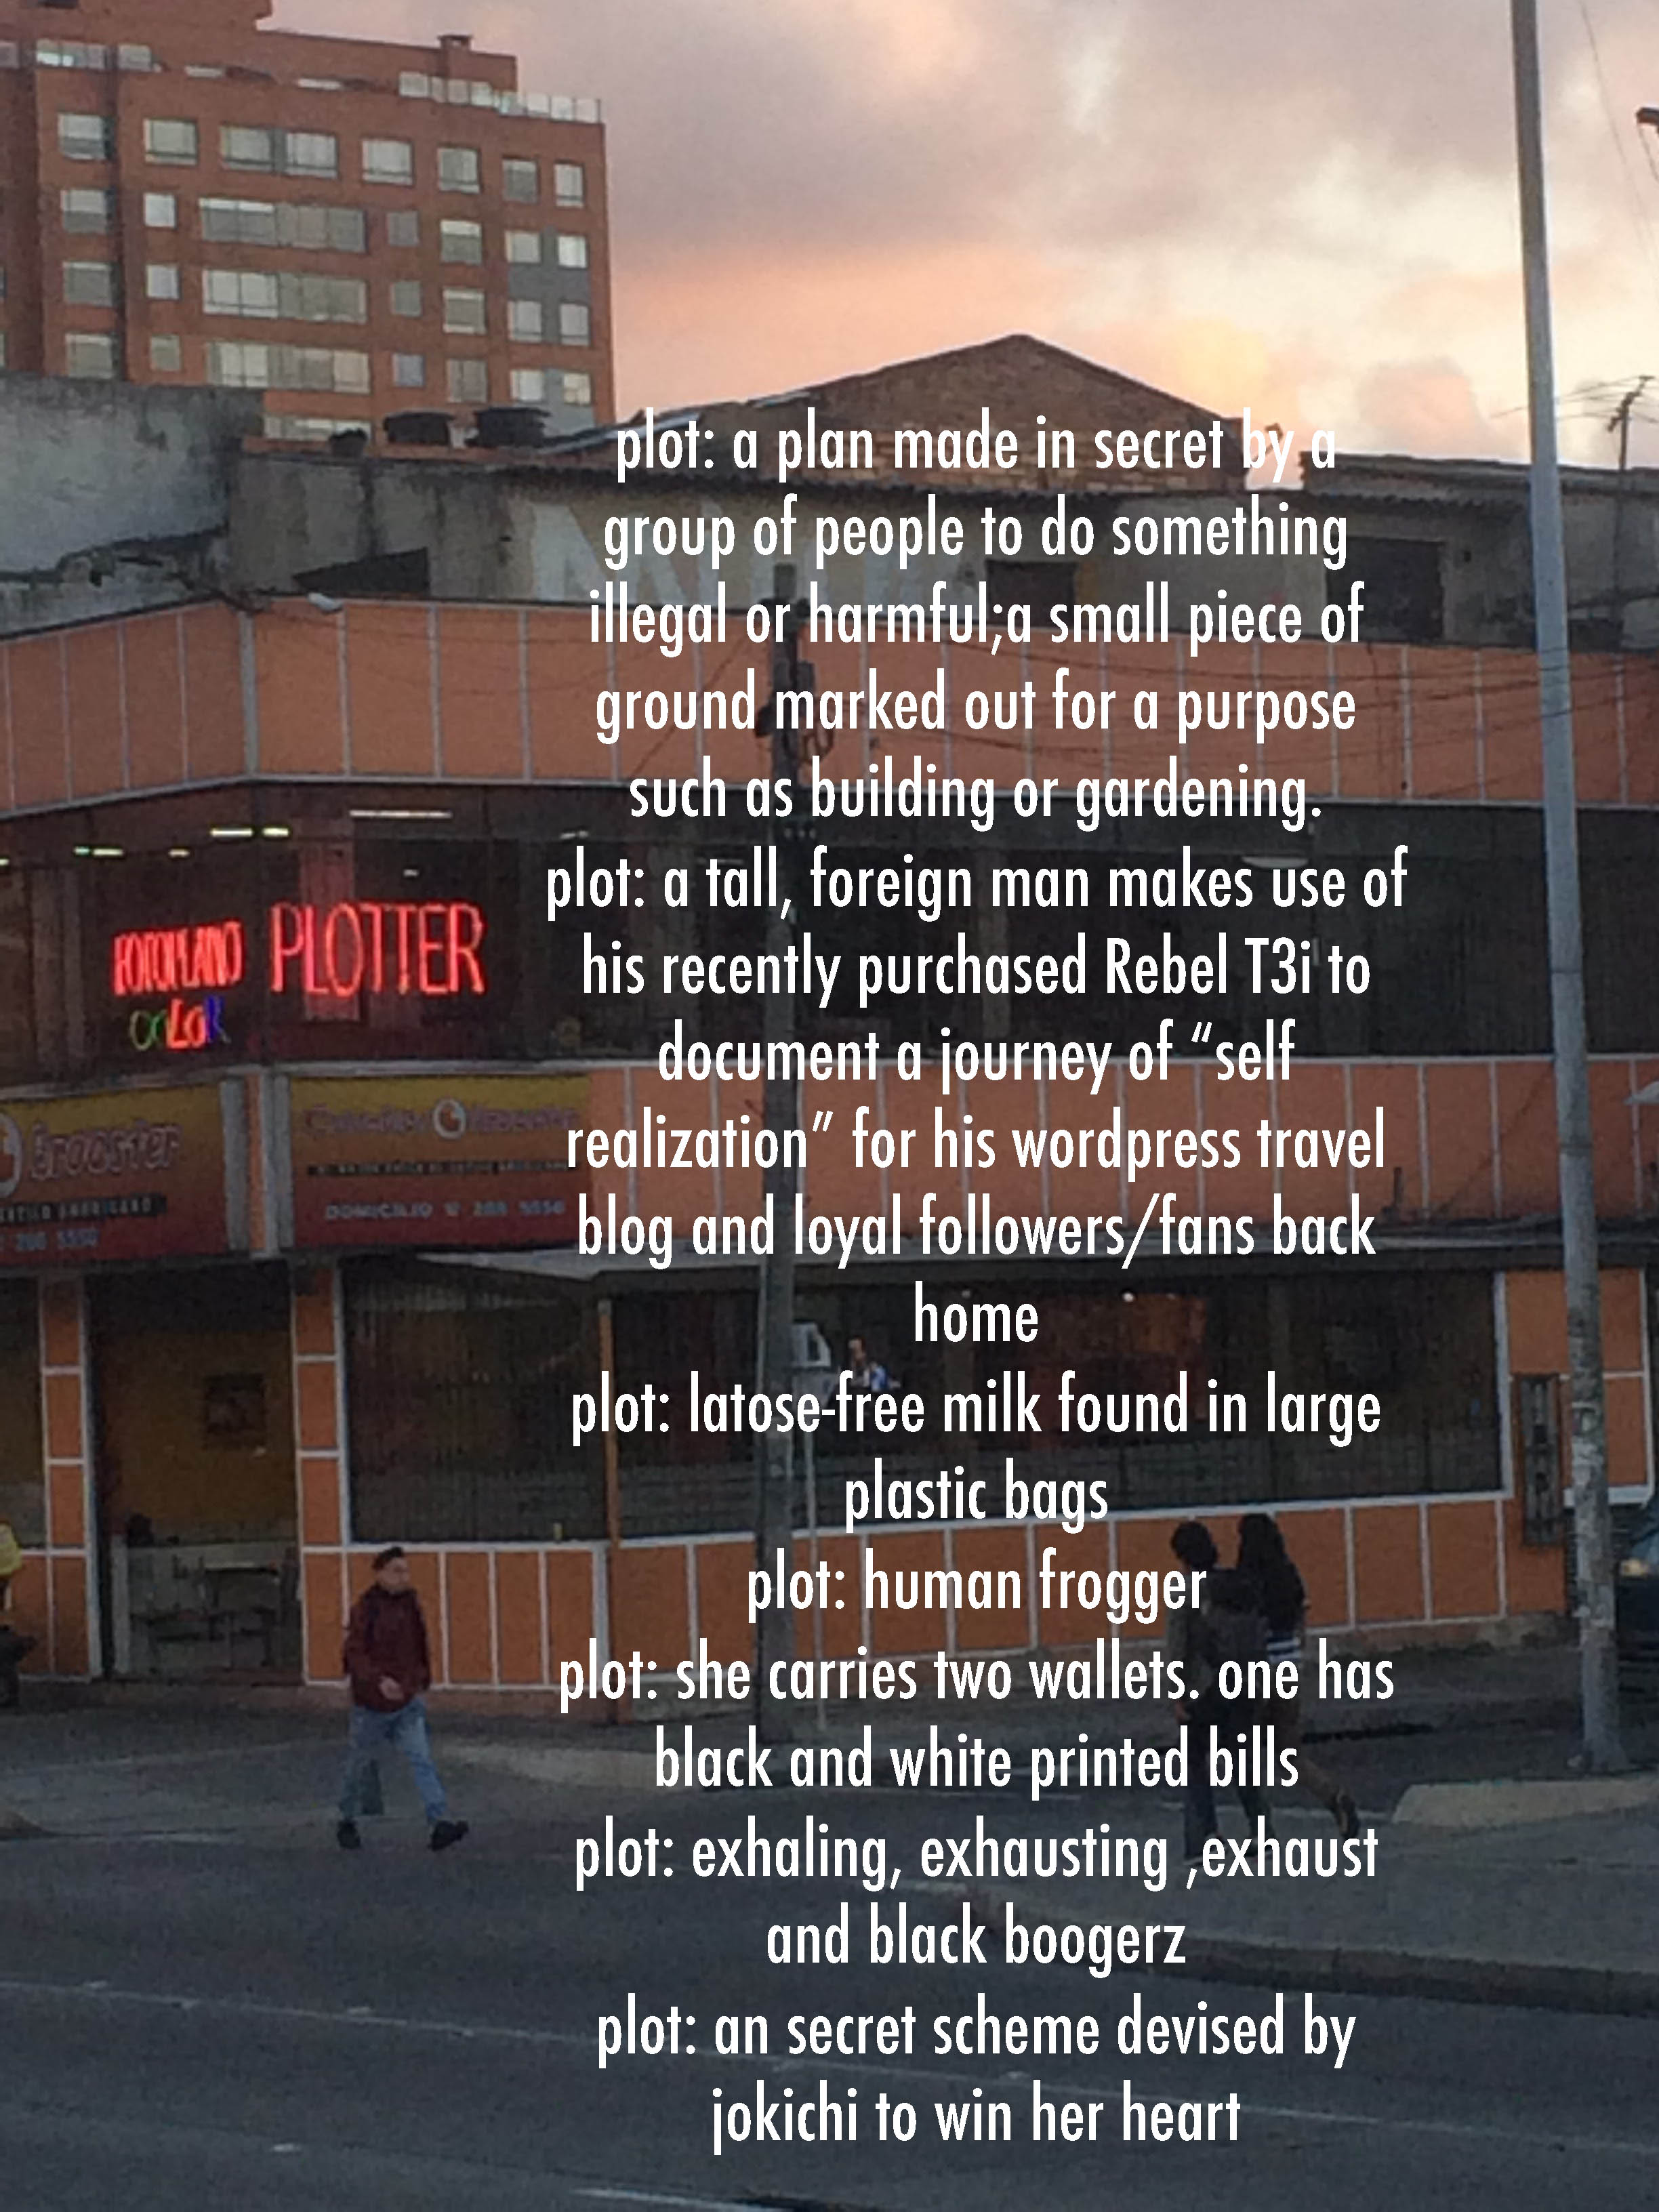 plot: a plan made in secret by a
group of people to do something
illegal or harmful;a small piece of
ground marked out for a purpose
such as building or gardening.
plot: a tall, foreign man makes use of
his recently purchased Rebel T3i to
document a journey of “self
realization” for his wordpress travel
blog and loyal followers/fans back
home
plot: latose-free milk found in large
plastic bags
plot: human frogger
plot: she carries two wallets. one has
black and white printed bills
plot: exhaling, exhausting ,exhaust
and black boogerz
plot: an secret scheme devised by
jokichi to win her heart
PLOTTER
coLoR
brooster
DOMICILIO